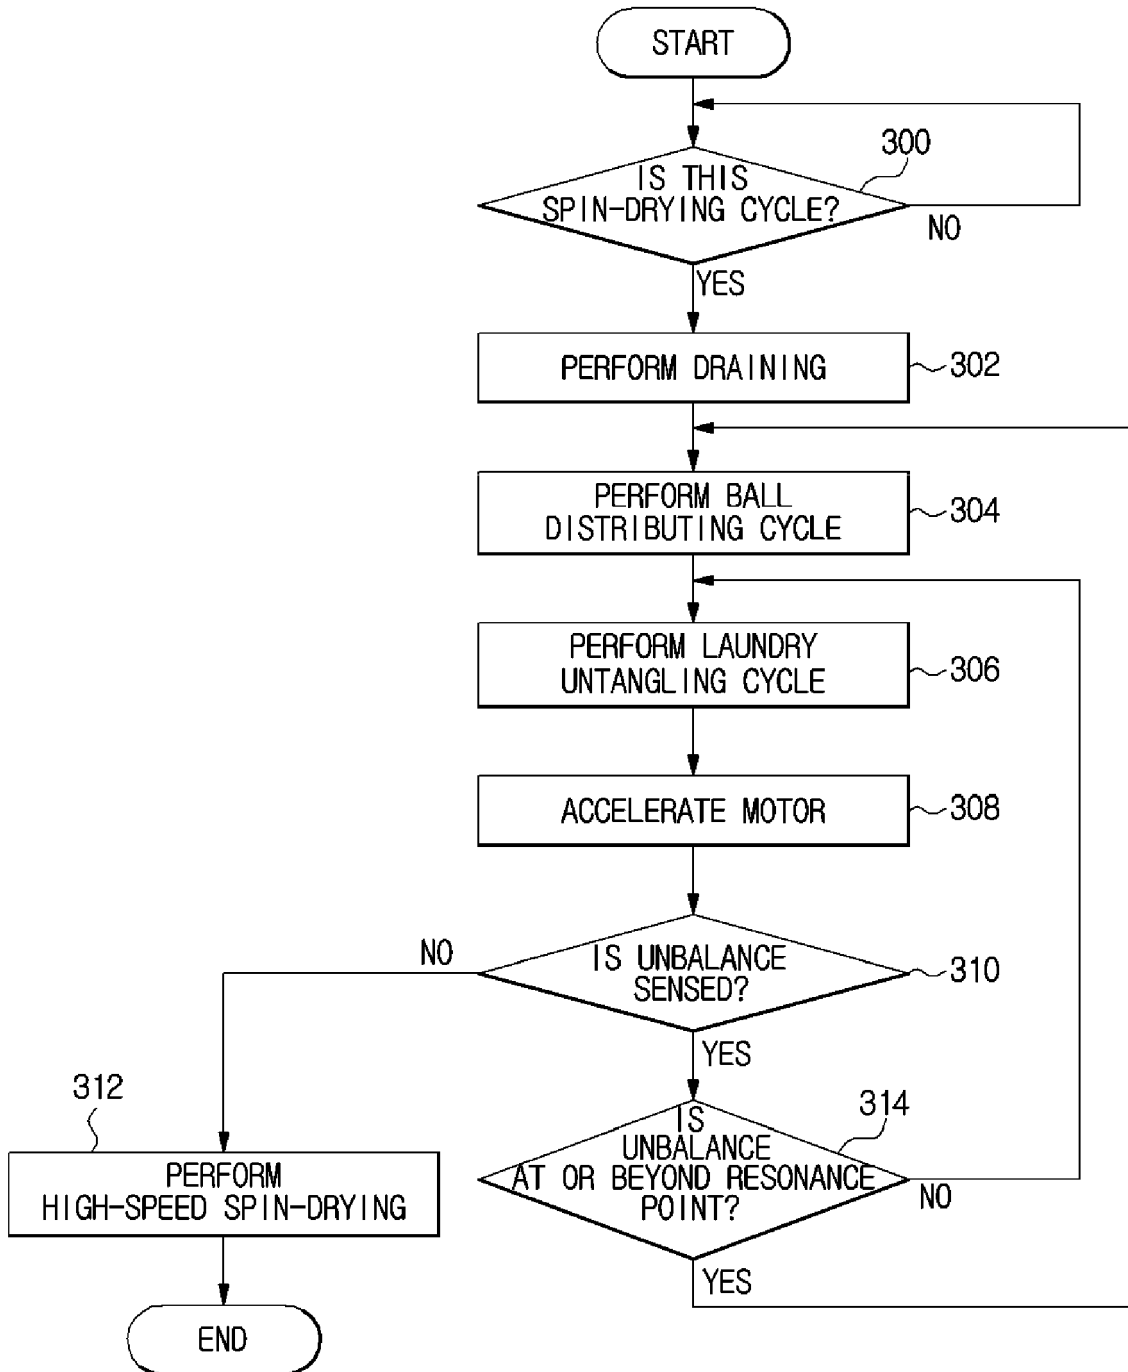 START
300
IS THIS
SPIN-DRYING CYCLE?
NO
YES
PERFORM DRAINING
302
PERFORM BALL
DISTRIBUTING CYCLE
304
PERFORM LAUNDRY
UNTANGLING CYCLE
306
ACCELERATE MOTOR
308
NO
IS UNBALANCE
SENSED?
310
YES
312
PERFORM
HIGH-SPEED SPIN-DRYING
314
IS
UNBALANCE
AT OR BEYOND RESONANCE
POINT?
NO
YES
END